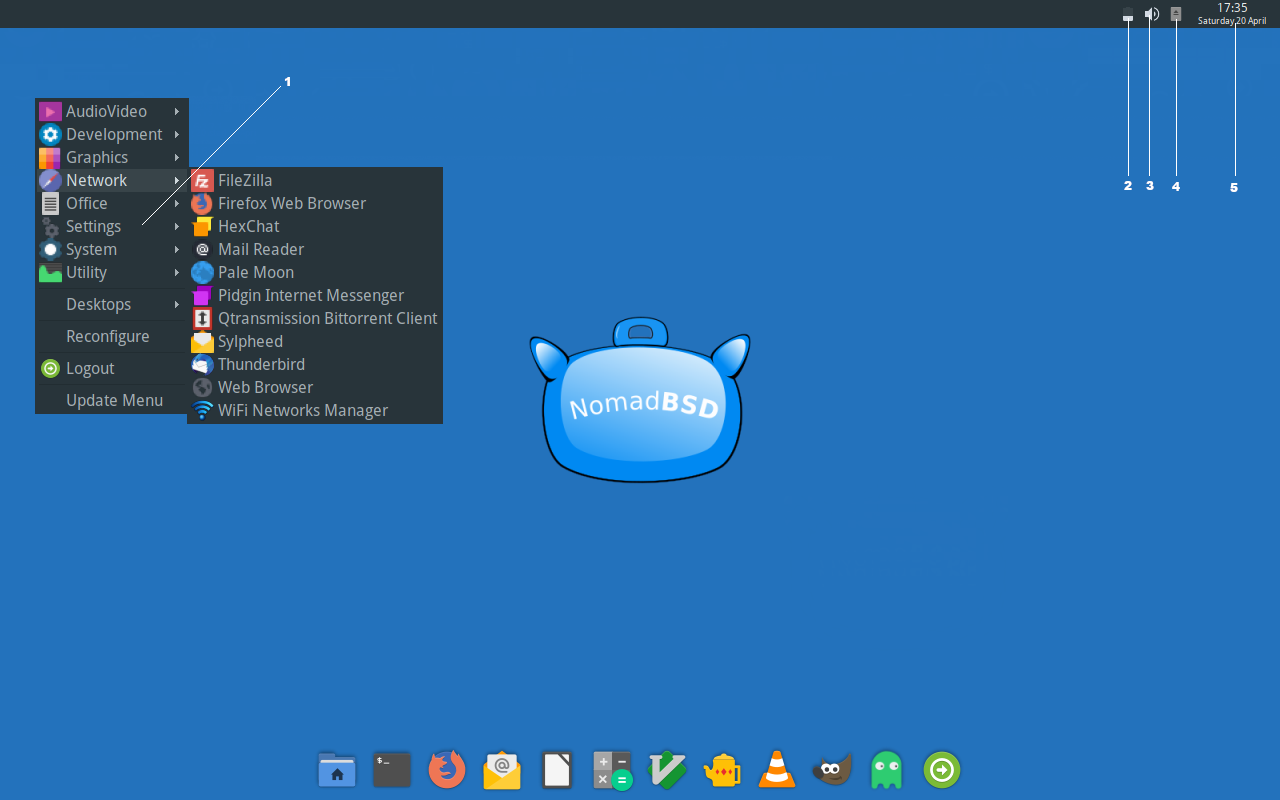 17:35
Saturday 20 April
1
2 3 4 5
AudioVideo
Development
Graphics
Network
Office
Settings
System
Utility
Desktops
Reconfigure
Logout
Update Menu
FileZilla
Firefox Web Browser
HexChat
Mail Reader
Pale Moon
Pidgin Internet Messenger
Qtransmission Bittorrent Client
Sylpheed
Thunderbird
Web Browser
WiFi Networks Manager
NomadBSD
$_